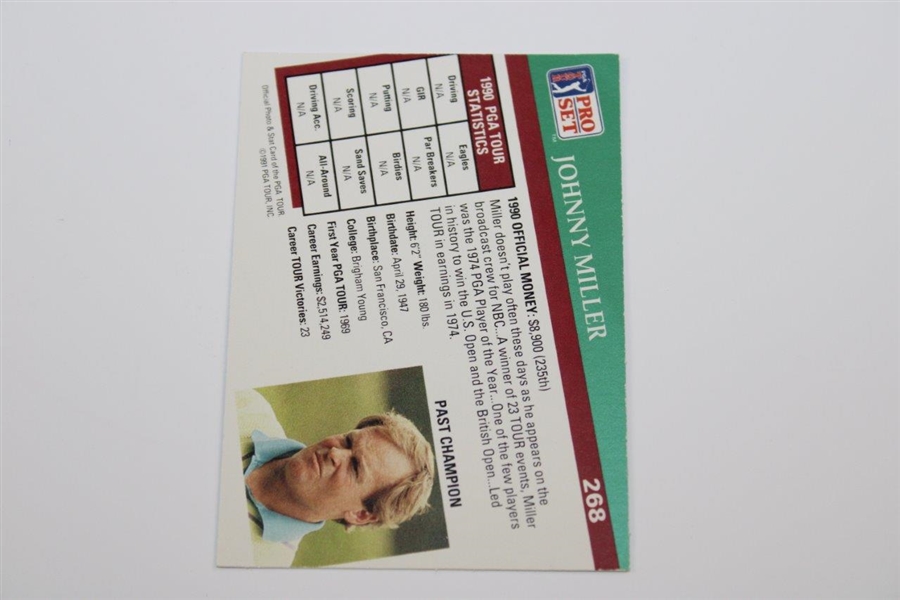 PGA TOUR
PRO
SET
TM
JOHNNY MILLER
268
1990 PGA TOUR
STATISTICS
Driving
N/A
Eagles
N/A
GIR
N/A
Par Breakers
N/A
Putting
N/A
Birdies
N/A
Scoring
N/A
Sand Saves
N/A
Driving Acc.
N/A
All-Around
N/A
1990 OFFICIAL MONEY: $8,900 (235th)
Miller doesn't play often these days as he appears on the
broadcast crew for NBC...A winner of 23 TOUR events, Miller
was the 1974 PGA Player of the Year...One of the few players
in history to win the U.S. Open and the British Open...Led
TOUR in earnings in 1974.
Height: 6'2" Weight: 180 lbs.
Birthdate: April 29, 1947
Birthplace: San Francisco, CA
College: Brigham Young
First Year PGA TOUR: 1969
Career Earnings: $2,514,249
Career TOUR Victories: 23
PAST CHAMPION
Official Photo & Stat Card of the PGA TOUR
©1991 PGA TOUR, INC.